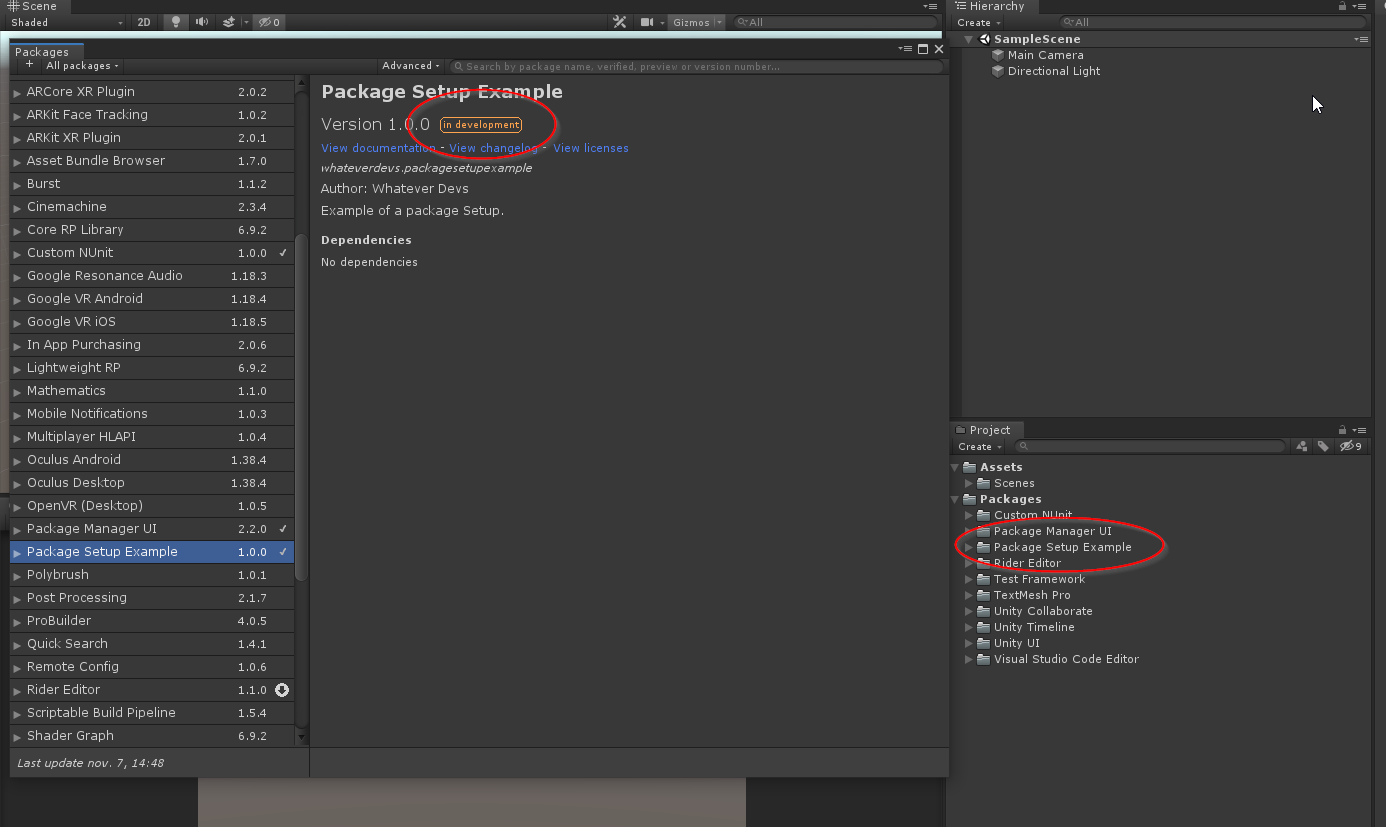 Scene
Shaded 2D 0 Gizmos All
Packages
+ All packages Advanced Search by package name, verified, preview or version number...
ARCore XR Plugin 2.0.2
ARKit Face Tracking 1.0.2
ARKit XR Plugin 2.0.1
Asset Bundle Browser 1.7.0
Burst 1.1.2
Cinemachine 2.3.4
Core RP Library 6.9.2
Custom NUnit 1.0.0 ✓
Google Resonance Audio 1.18.3
Google VR Android 1.18.4
Google VR iOS 1.18.5
In App Purchasing 2.0.6
Lightweight RP 6.9.2
Mathematics 1.1.0
Mobile Notifications 1.0.3
Multiplayer HLAPI 1.0.4
Oculus Android 1.38.4
Oculus Desktop 1.38.4
OpenVR (Desktop) 1.0.5
Package Manager UI 2.2.0 ✓
Package Setup Example 1.0.0 ✓
Polybrush 1.0.1
Post Processing 2.1.7
ProBuilder 4.0.5
Quick Search 1.4.1
Remote Config 1.0.6
Rider Editor 1.1.0
Scriptable Build Pipeline 1.5.4
Shader Graph 6.9.2
Last update nov. 7, 14:48
Package Setup Example
Version 1.0.0 in development
View documentation - View changelog - View licenses
whateverdevs.packagesetupexample
Author: Whatever Devs
Example of a package Setup.
Dependencies
No dependencies
Hierarchy
Create All
SampleScene
Main Camera
Directional Light
Project
Create 9
Assets
Scenes
Packages
Custom NUnit
Package Manager UI
Package Setup Example
Rider Editor
Test Framework
TextMesh Pro
Unity Collaborate
Unity Timeline
Unity UI
Visual Studio Code Editor